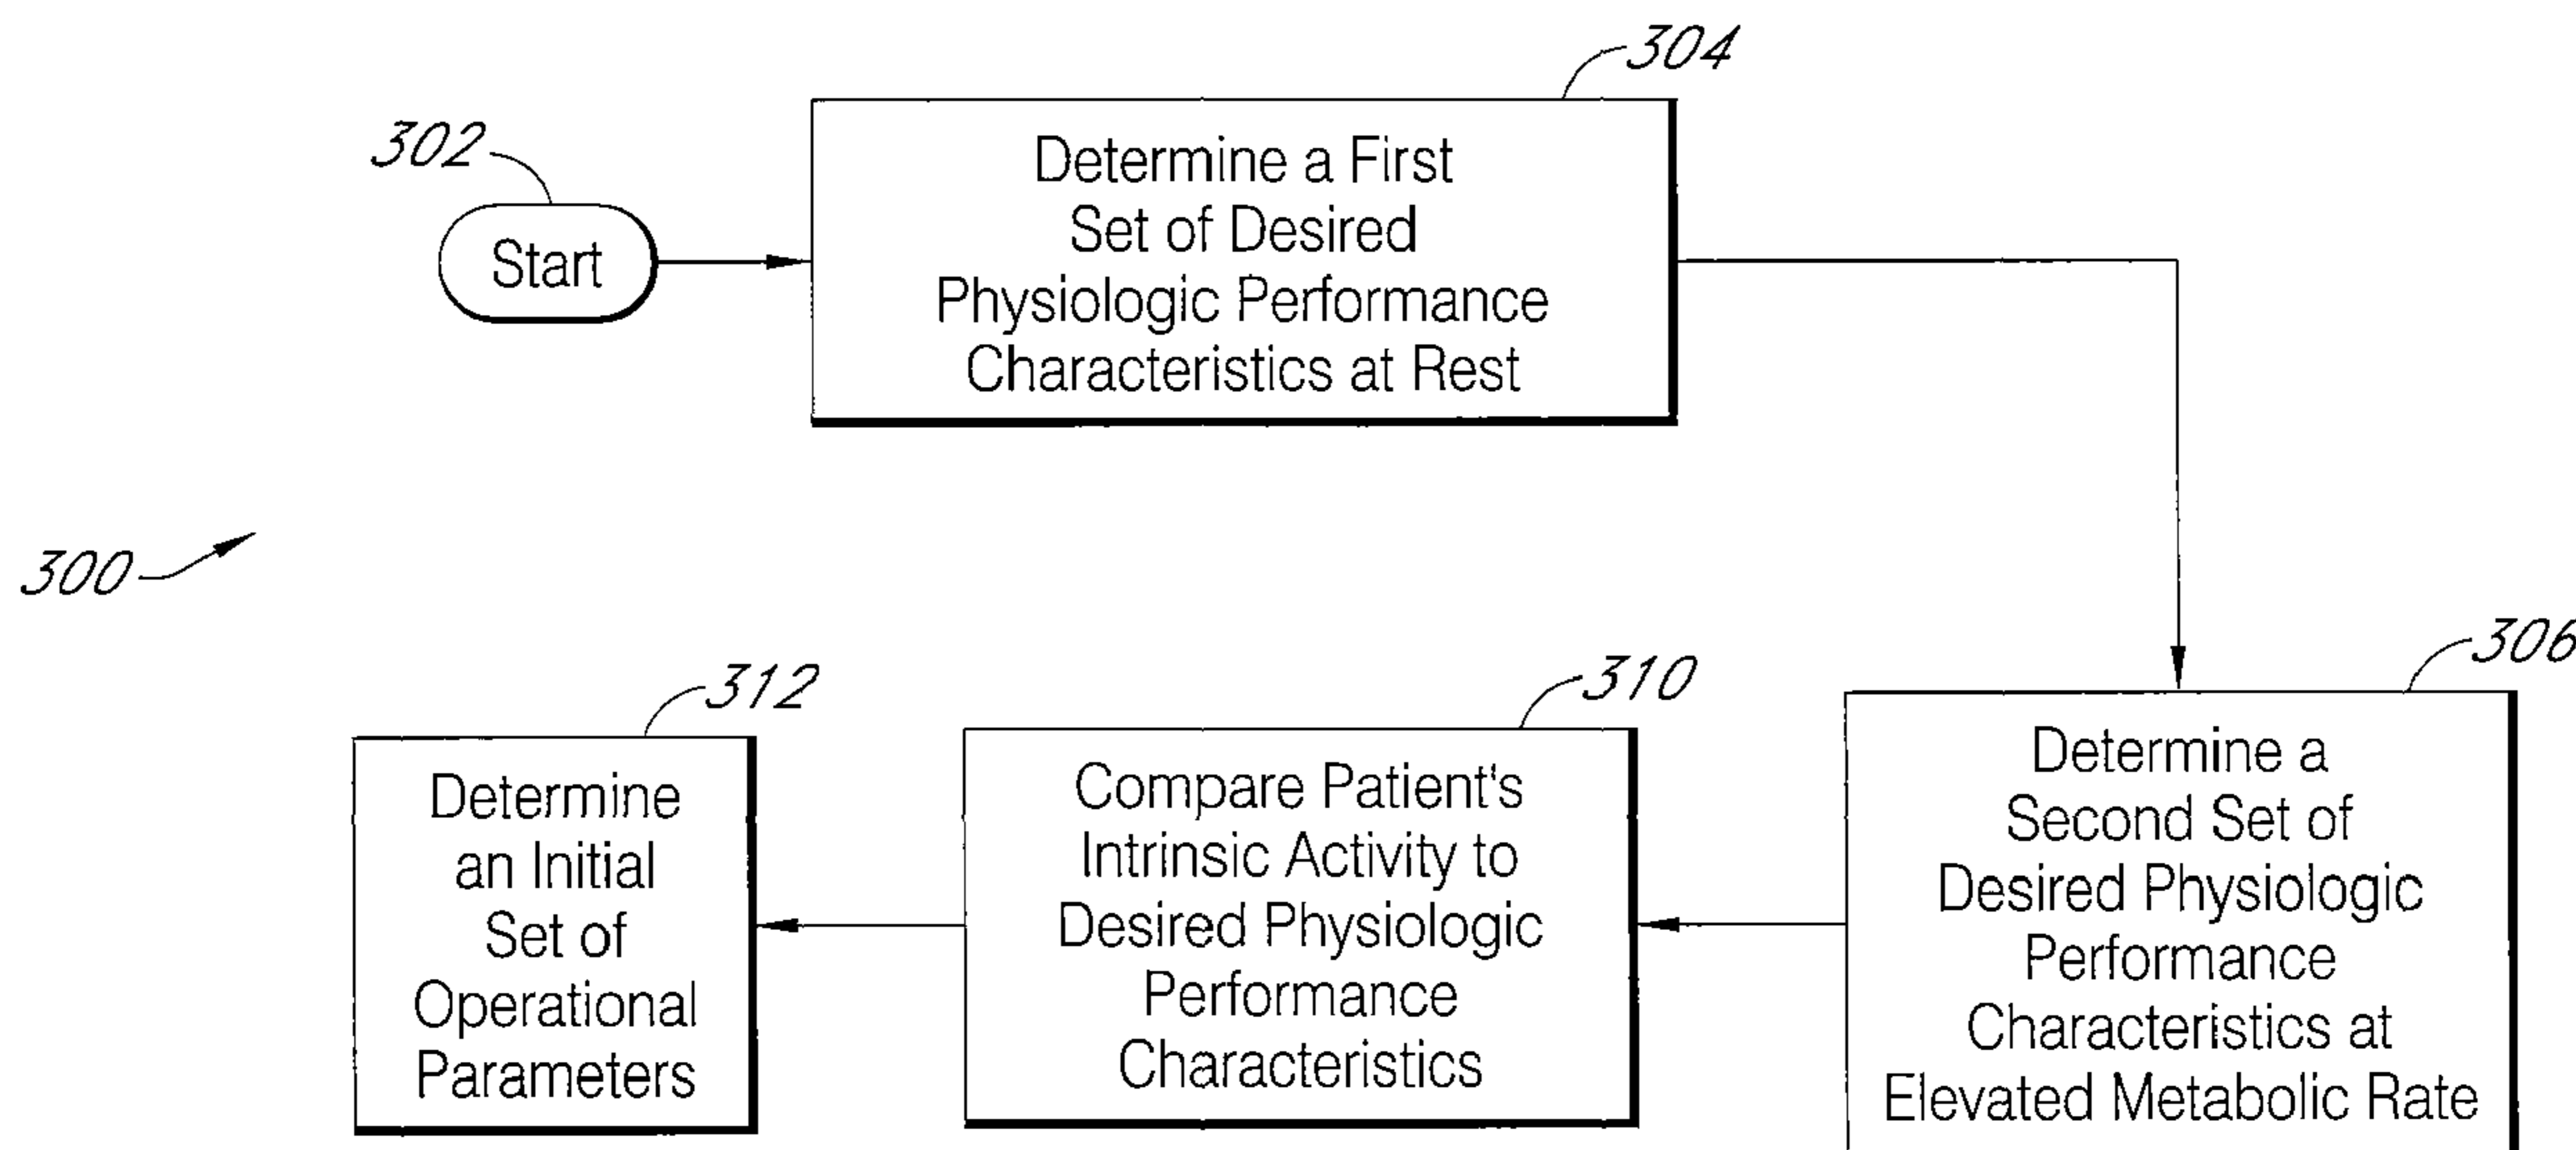 304
302
Start
Determine a First
Set of Desired
Physiologic Performance
Characteristics at Rest
300
306
Determine a
Second Set of
Desired Physiologic
Performance
Characteristics at
Elevated Metabolic Rate
310
Compare Patient's
Intrinsic Activity to
Desired Physiologic
Performance
Characteristics
312
Determine
an Initial
Set of
Operational
Parameters